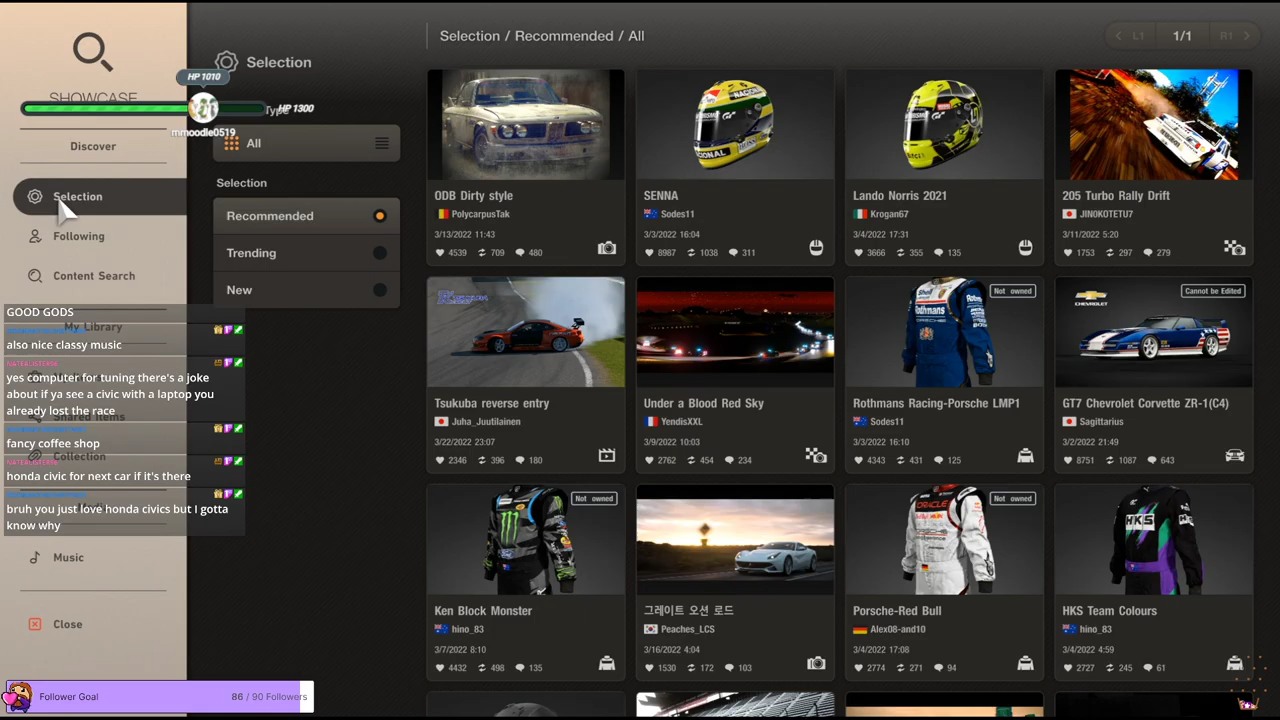 SHOWCASE
HP 1010
HP 1300
mmoodle0519
Discover
Selection
Following
Content Search
GOOD GODS
My Library
also nice classy music
NATEALISTER98
yes computer for tuning there's a joke
about if ya see a civic with a laptop you
already lost the race
Shared Items
fancy coffee shop
Collection
honda civic for next car if it's there
bruh you just love honda civics but I gotta
know why
Music
Close
Follower Goal
86 / 90 Followers
Selection
Type
All
Selection
Recommended
Trending
New
Selection / Recommended / All
L1
1/1
R1
ODB Dirty style
PolycarpusTak
3/13/2022 11:43
4539 709 480
SENNA
Sodes11
3/3/2022 16:04
8987 1038 311
Lando Norris 2021
Krogan67
3/4/2022 17:31
3666 355 135
205 Turbo Rally Drift
JIN0KOTETU7
3/11/2022 5:20
1753 297 279
Tsukuba reverse entry
Juha_Juutilainen
3/22/2022 23:07
2346 396 180
Under a Blood Red Sky
YendisXXL
3/9/2022 10:03
2762 454 234
Not owned
Rothmans Racing-Porsche LMP1
Sodes11
3/3/2022 16:10
4343 431 125
CHEVROLET
Cannot be Edited
GT7 Chevrolet Corvette ZR-1(C4)
Sagittarius
3/2/2022 21:49
8751 1087 643
Not owned
Ken Block Monster
hino_83
3/7/2022 8:10
4432 498 135
그레이트 오션 로드
Peaches_LCS
3/16/2022 4:04
1530 172 103
Not owned
Porsche-Red Bull
Alex08-and10
3/4/2022 17:08
2774 271 94
HKS
HKS Team Colours
hino_83
3/4/2022 4:59
2727 245 61